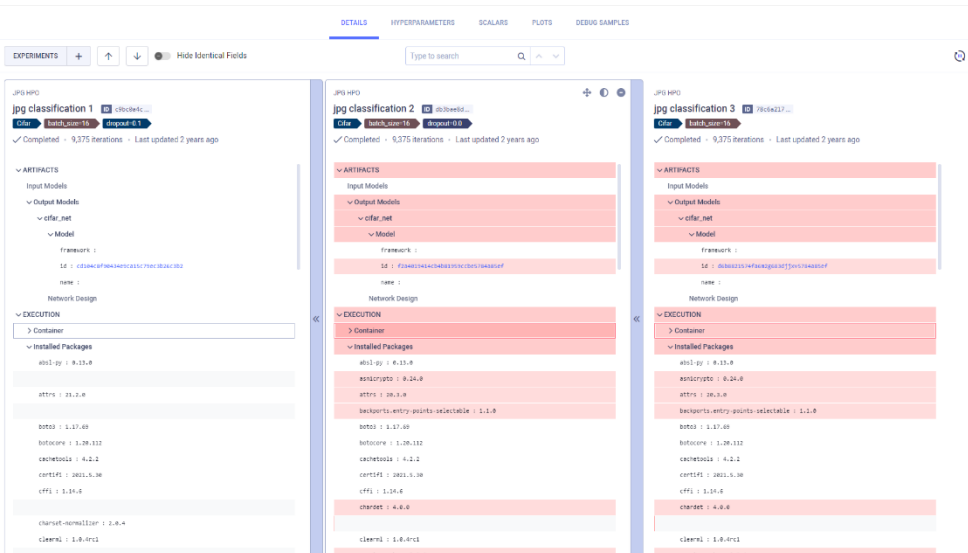 DETAILS HYPERPARAMETERS SCALARS PLOTS DEBUG SAMPLES
EXPERIMENTS + Hide Identical Fields Type to search
JPG HPO
jpg classification 1 ID c9bc0a4c...
Cifar batch_size=16 dropout=0.1
Completed · 9,375 iterations · Last updated 2 years ago
ARTIFACTS
Input Models
Output Models
cifar_net
Model
framework :
id :
name :
Network Design
EXECUTION
Container
Installed Packages
absl-py : 0.13.0
attrs : 21.2.0
boto3 : 1.17.69
botocore : 1.20.112
cachetools : 4.2.2
certifi : 2021.5.30
cffi : 1.14.6
charset-normalizer : 2.0.4
clearml : 1.0.4rc1
JPG HPO
jpg classification 2 ID
Cifar batch_size=16 dropout=0.0
Completed · 9,375 iterations · Last updated 2 years ago
ARTIFACTS
Input Models
Output Models
cifar_net
Model
framework :
id :
name :
Network Design
EXECUTION
Container
Installed Packages
absl-py : 0.13.0
asn1crypto : 0.24.0
attrs : 20.3.0
backports.entry-points-selectable : 1.1.0
boto3 : 1.17.69
botocore : 1.20.112
cachetools : 4.2.2
certifi : 2021.5.30
cffi : 1.14.6
chardet : 4.0.0
clearml : 1.0.4rc1
JPG HPO
jpg classification 3 ID 78c6a217...
Cifar batch_size=16
Completed · 9,375 iterations · Last updated 2 years ago
ARTIFACTS
Input Models
Output Models
cifar_net
Model
framework :
id :
name :
Network Design
EXECUTION
Container
Installed Packages
absl-py : 0.13.0
asn1crypto : 0.24.0
attrs : 20.3.0
backports.entry-points-selectable : 1.1.0
boto3 : 1.17.69
botocore : 1.20.112
cachetools : 4.2.2
certifi : 2021.5.30
cffi : 1.14.6
chardet : 4.0.0
clearml : 1.0.4rc1